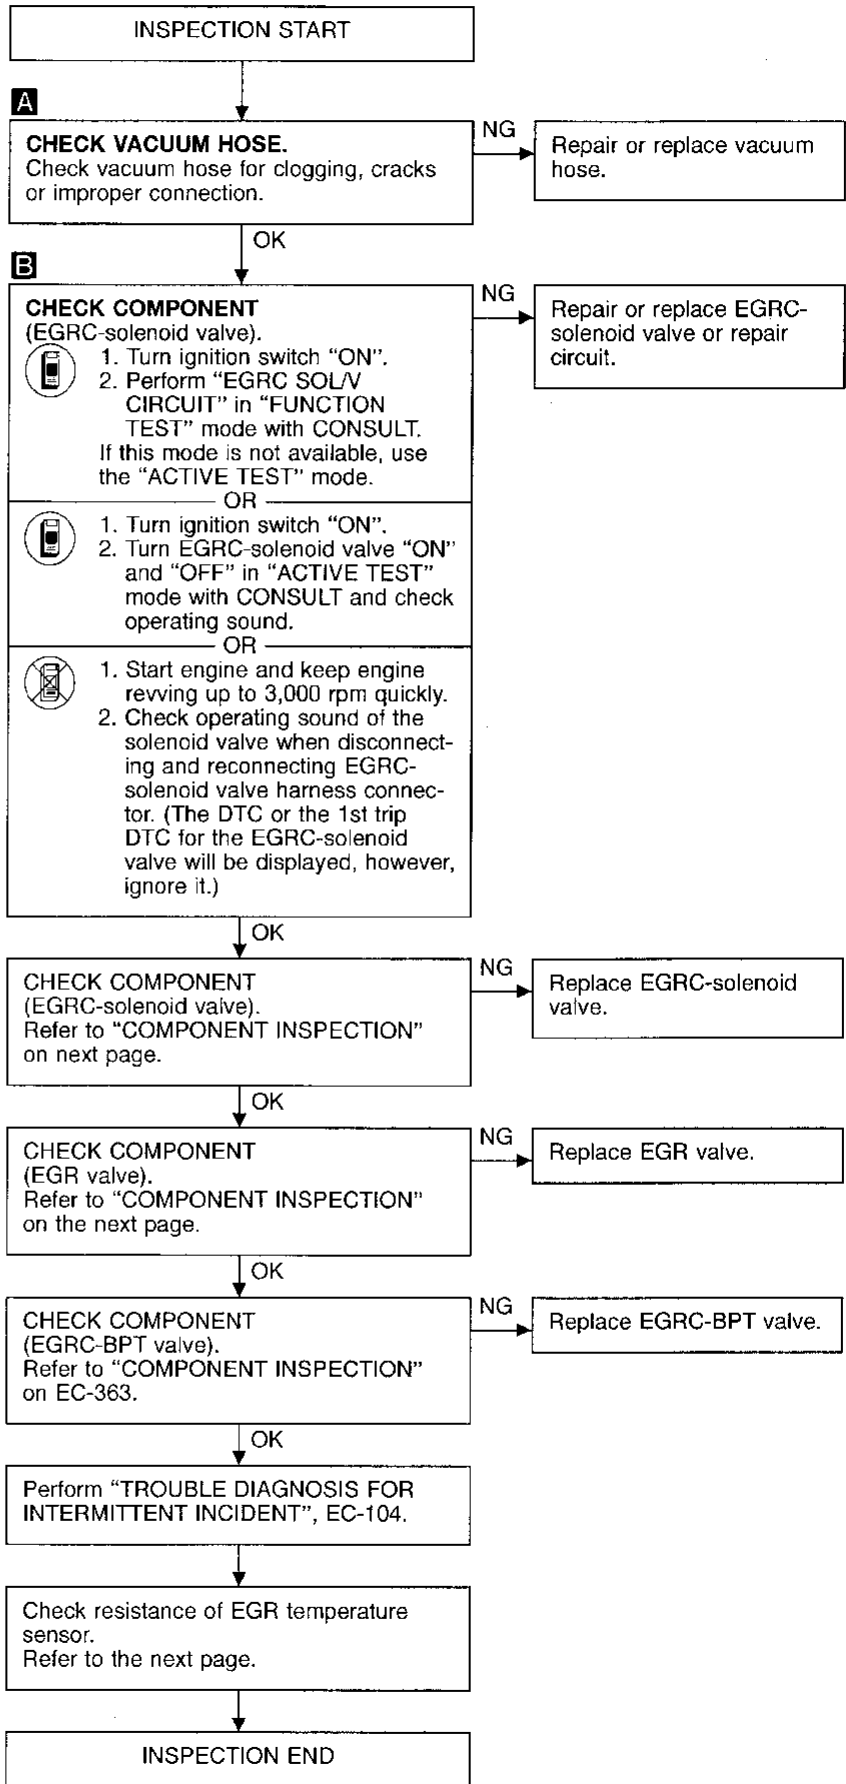 INSPECTION START
A
CHECK VACUUM HOSE.
Check vacuum hose for clogging, cracks
or improper connection.
NG
Repair or replace vacuum
hose.
OK
B
CHECK COMPONENT
(EGRC-solenoid valve).
1. Turn ignition switch “ON”.
2. Perform “EGRC SOL/V
CIRCUIT” in “FUNCTION
TEST” mode with CONSULT.
If this mode is not available, use
the “ACTIVE TEST” mode.
NG
Repair or replace EGRC-
solenoid valve or repair
circuit.
OR
1. Turn ignition switch “ON”.
2. Turn EGRC-solenoid valve “ON”
and “OFF” in “ACTIVE TEST”
mode with CONSULT and check
operating sound.
OR
1. Start engine and keep engine
revving up to 3,000 rpm quickly.
2. Check operating sound of the
solenoid valve when disconnect-
ing and reconnecting EGRC-
solenoid valve harness connec-
tor. (The DTC or the 1st trip
DTC for the EGRC-solenoid
valve will be displayed, however,
ignore it.)
OK
CHECK COMPONENT
(EGRC-solenoid valve).
Refer to “COMPONENT INSPECTION”
on next page.
NG
Replace EGRC-solenoid
valve.
OK
CHECK COMPONENT
(EGR valve).
Refer to “COMPONENT INSPECTION”
on the next page.
NG
Replace EGR valve.
OK
CHECK COMPONENT
(EGRC-BPT valve).
Refer to “COMPONENT INSPECTION”
on EC-363.
NG
Replace EGRC-BPT valve.
OK
Perform “TROUBLE DIAGNOSIS FOR
INTERMITTENT INCIDENT”, EC-104.
Check resistance of EGR temperature
sensor.
Refer to the next page.
INSPECTION END